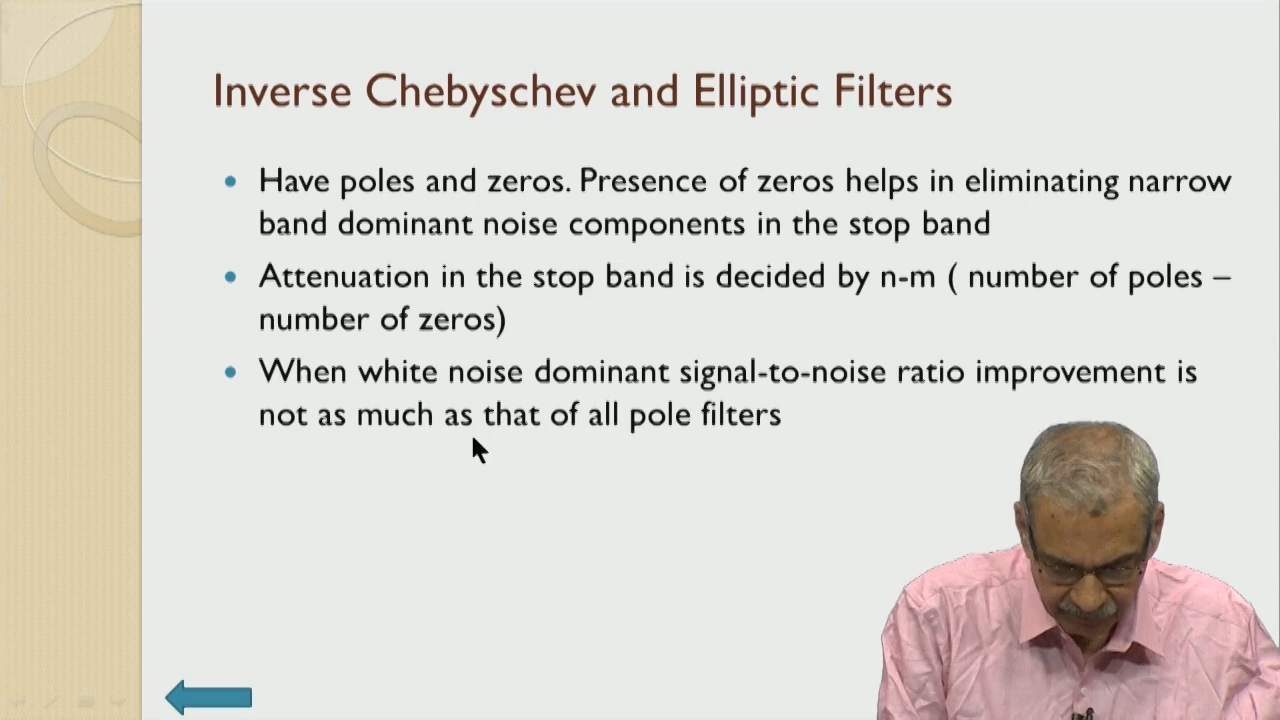 Inverse Chebyschev and Elliptic Filters
• Have poles and zeros. Presence of zeros helps in eliminating narrow
band dominant noise components in the stop band
• Attenuation in the stop band is decided by n-m ( number of poles –
number of zeros)
• When white noise dominant signal-to-noise ratio improvement is
not as much as that of all pole filters